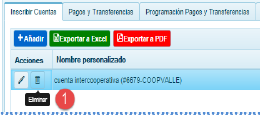 Inscribir Cuentas Pagos y Transferencias Programación Pagos y Transferencias
+Añadir Exportar a Excel Exportar a PDF
Acciones Nombre personalizado
cuenta intercooperativa (#6679-COOPVALLE)
Eliminar 1